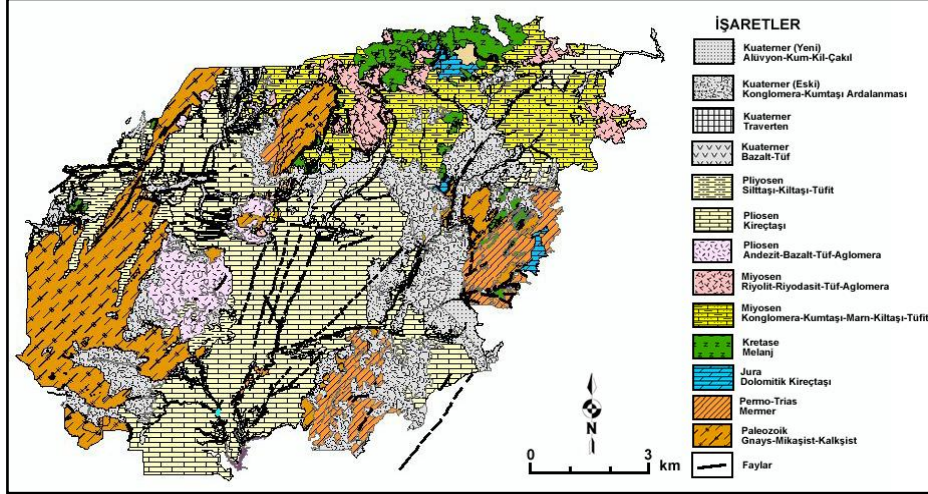 İŞARETLER
Kuaterner (Yeni)
Alüvyon-Kum-Kil-Çakıl
Kuaterner (Eski)
Konglomera-Kumtaşı Ardalanması
Kuaterner
Traverten
Kuaterner
Bazalt-Tüf
Pliyosen
Silttaşı-Kiltaşı-Tüfit
Pliosen
Kireçtaşı
Pliosen
Andezit-Bazalt-Tüf-Aglomera
Miyosen
Riyolit-Riyodasit-Tüf-Aglomera
Miyosen
Konglomera-Kumtaşı-Marn-Kiltaşı-Tüfit
Kretase
Melanj
Jura
Dolomitik Kireçtaşı
Permo-Trias
Mermer
Paleozoik
Gnays-Mikaşist-Kalkşist
Faylar
N
0 3
km